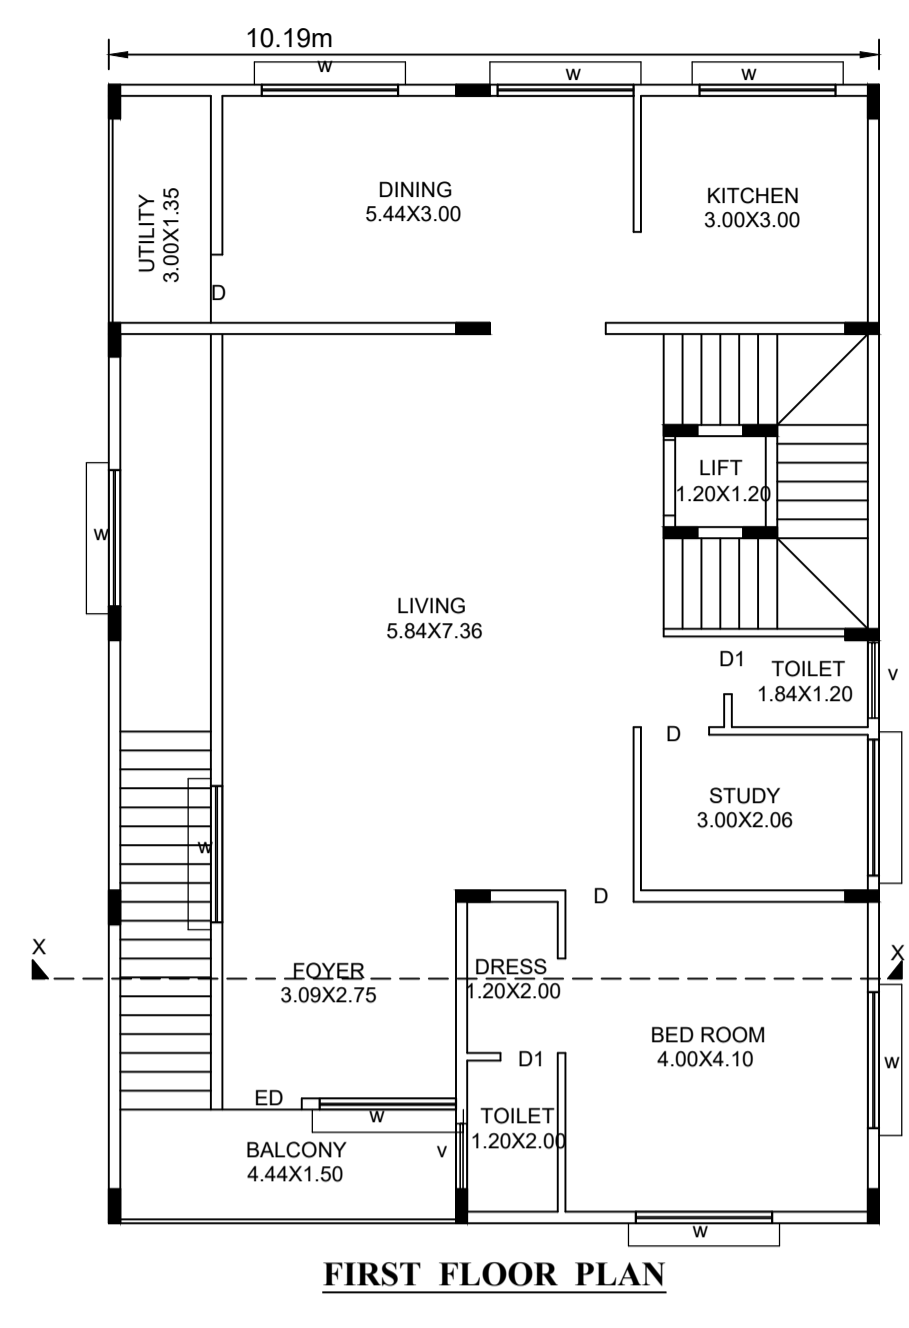 10.19m
w
w
w
DINING
5.44X3.00
KITCHEN
3.00X3.00
UTILITY
3.00X1.35
D
LIFT
1.20X1.20
w
LIVING
5.84X7.36
D1
TOILET
1.84X1.20
v
D
STUDY
3.00X2.06
w
D
X
X
FOYER
3.09X2.75
DRESS
1.20X2.00
BED ROOM
4.00X4.10
D1
w
ED
w
TOILET
1.20X2.00
BALCONY
4.44X1.50
v
w
FIRST FLOOR PLAN